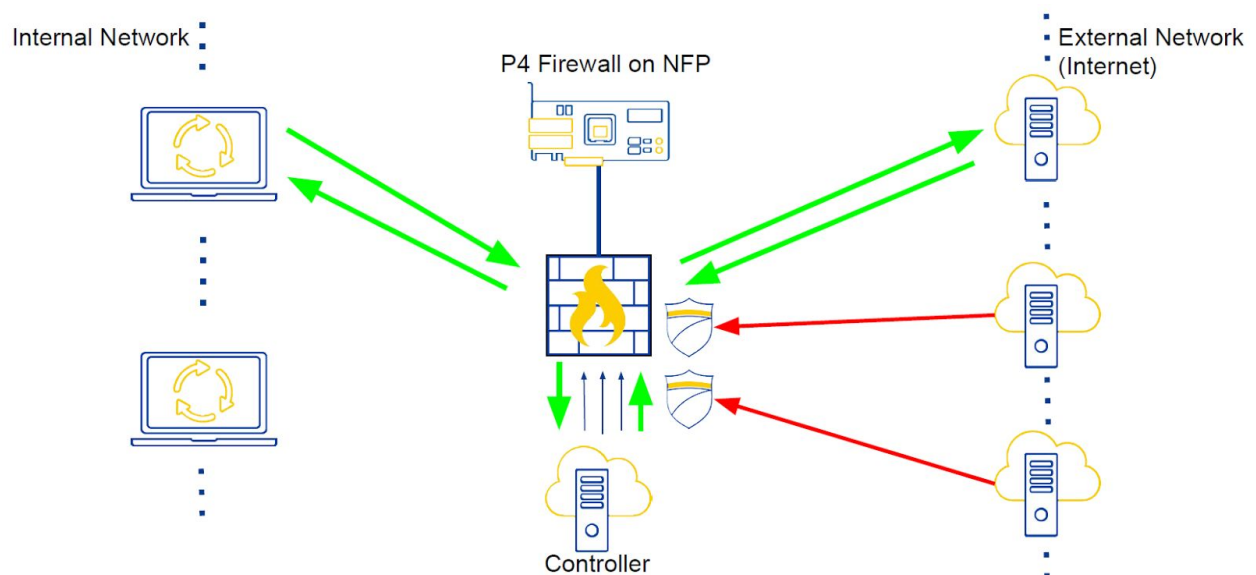 Internal Network
P4 Firewall on NFP
External Network
(Internet)
Controller